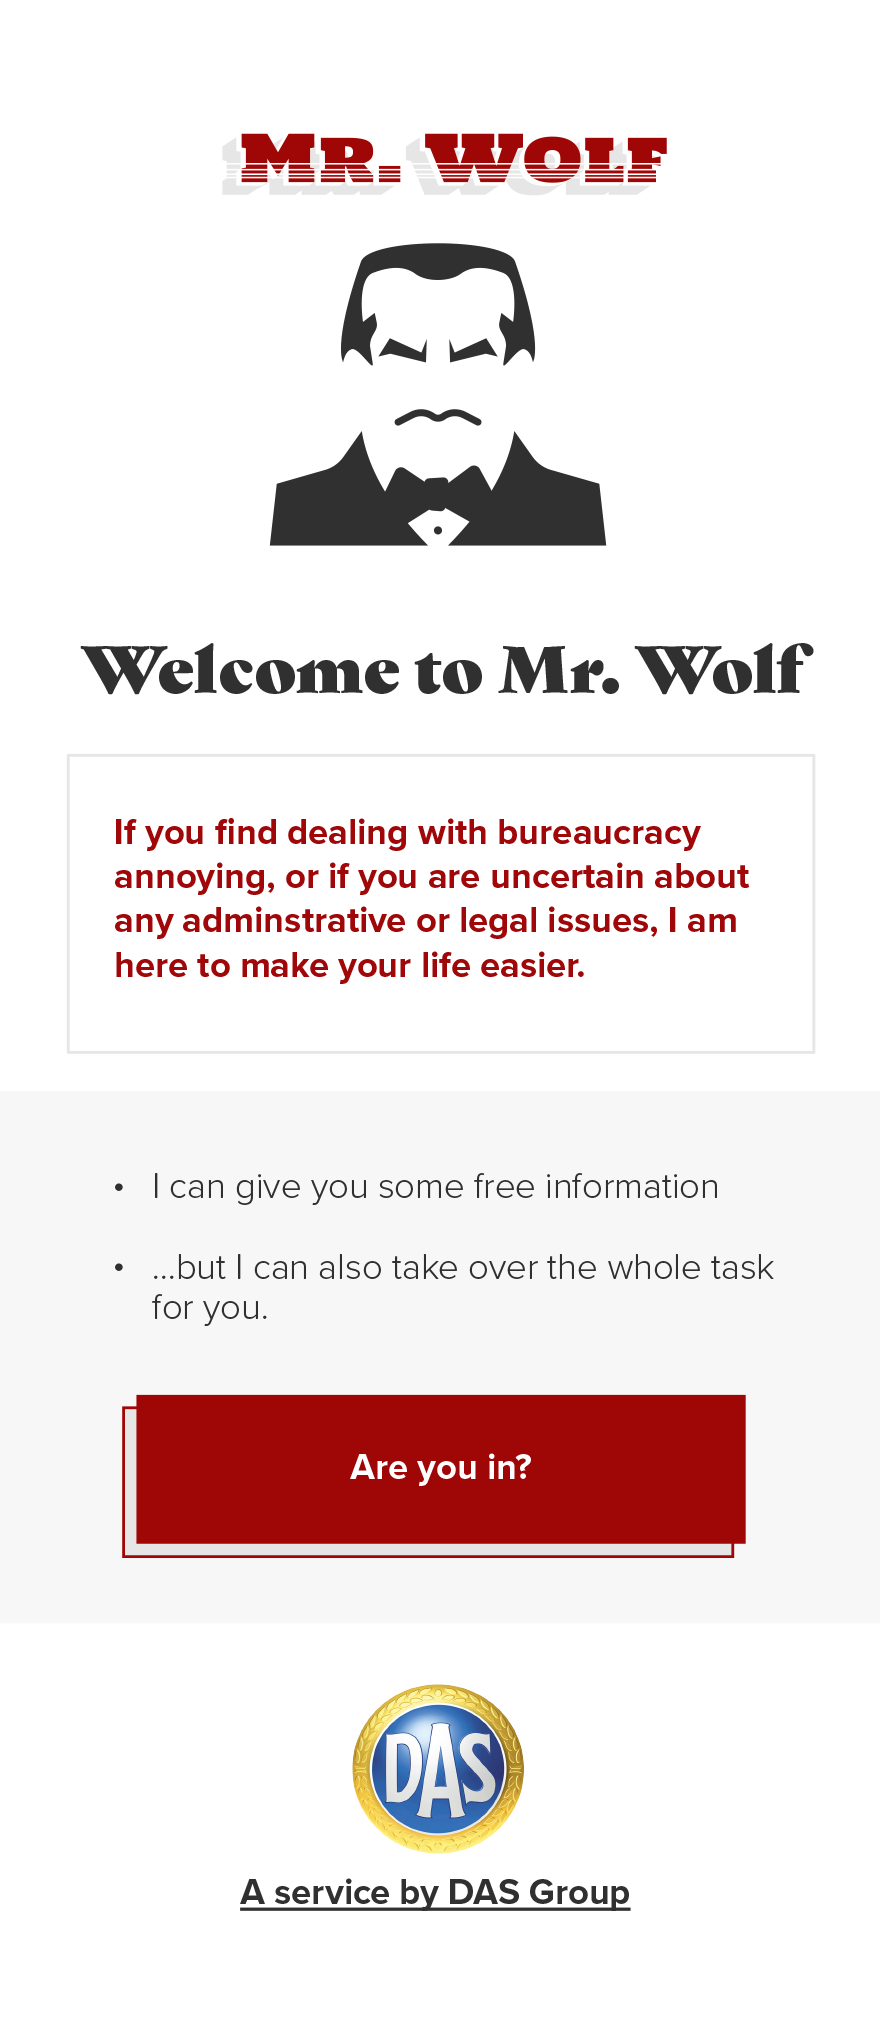 MR. WOLF
Welcome to Mr. Wolf
If you find dealing with bureaucracy
annoying, or if you are uncertain about
any adminstrative or legal issues, I am
here to make your life easier.
• I can give you some free information
• ...but I can also take over the whole task
for you.
Are you in?
DAS
A service by DAS Group